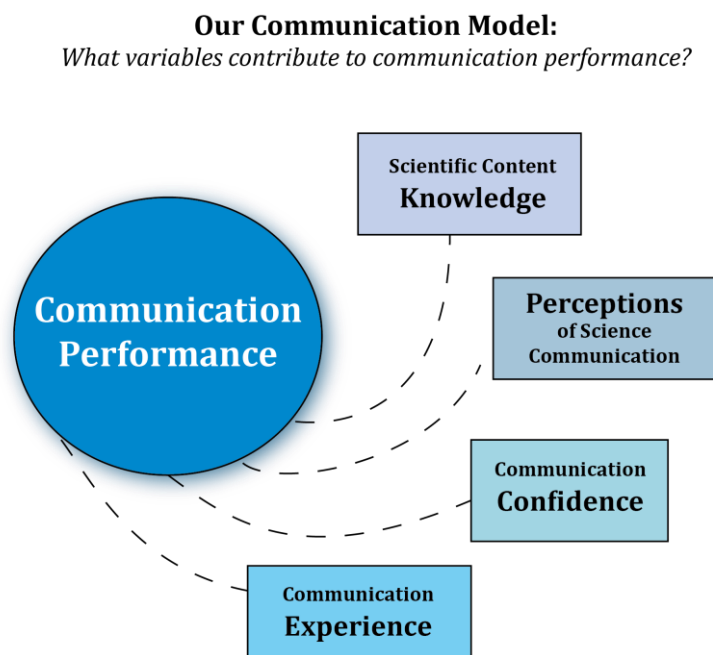 Our Communication Model:
What variables contribute to communication performance?
Scientific Content
Knowledge
Communication
Performance
Perceptions
of Science
Communication
Communication
Confidence
Communication
Experience